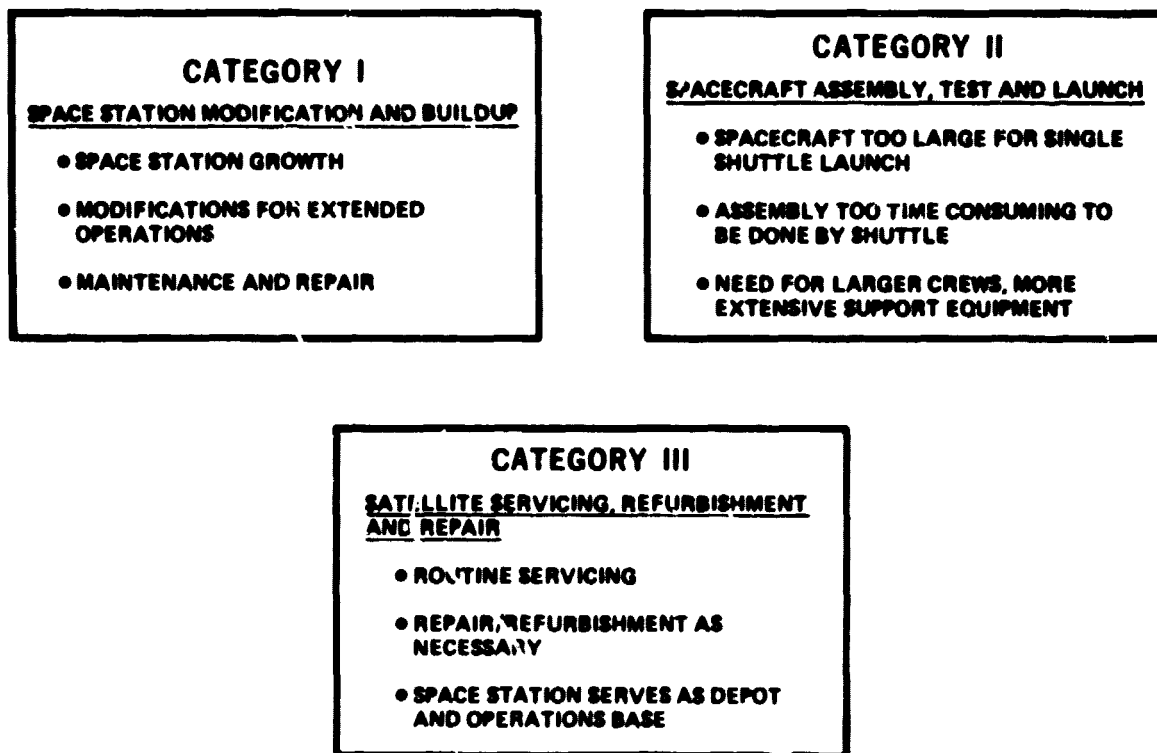 CATEGORY I
SPACE STATION MODIFICATION AND BUILDUP
● SPACE STATION GROWTH
● MODIFICATIONS FOR EXTENDED
OPERATIONS
● MAINTENANCE AND REPAIR
CATEGORY II
SPACECRAFT ASSEMBLY, TEST AND LAUNCH
● SPACECRAFT TOO LARGE FOR SINGLE
SHUTTLE LAUNCH
● ASSEMBLY TOO TIME CONSUMING TO
BE DONE BY SHUTTLE
● NEED FOR LARGER CREWS, MORE
EXTENSIVE SUPPORT EQUIPMENT
CATEGORY III
SATELLITE SERVICING, REFURBISHMENT
AND REPAIR
● ROUTINE SERVICING
● REPAIR/REFURBISHMENT AS
NECESSARY
● SPACE STATION SERVES AS DEPOT
AND OPERATIONS BASE